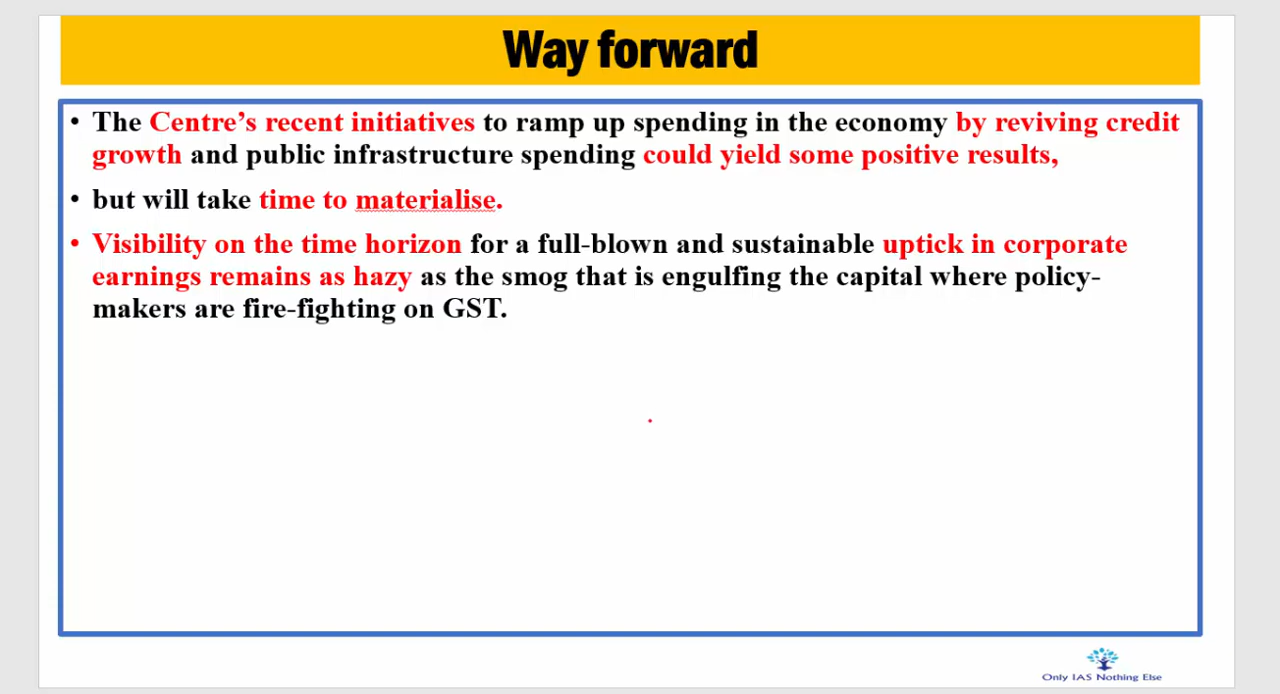 Way forward
• The Centre’s recent initiatives to ramp up spending in the economy by reviving credit
growth and public infrastructure spending could yield some positive results,
• but will take time to materialise.
• Visibility on the time horizon for a full-blown and sustainable uptick in corporate
earnings remains as hazy as the smog that is engulfing the capital where policy-
makers are fire-fighting on GST.
Only IAS Nothing Else